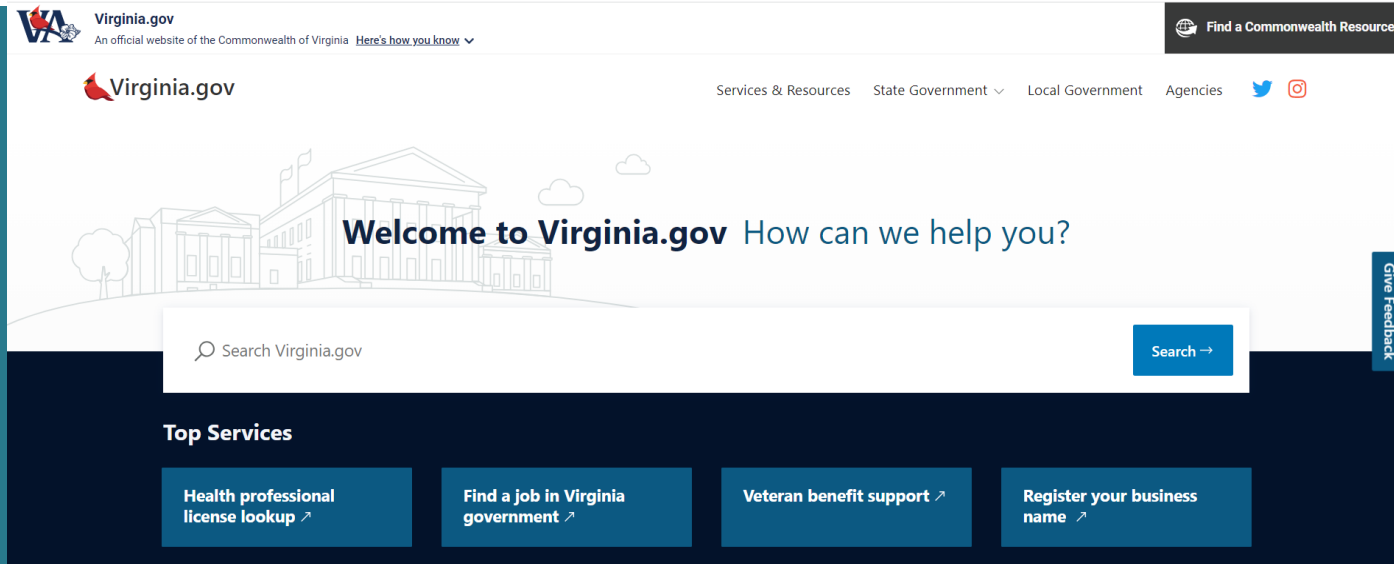 VA
Virginia.gov
An official website of the Commonwealth of Virginia Here's how you know
Find a Commonwealth Resource
Virginia.gov
Services & Resources State Government Local Government Agencies
Welcome to Virginia.gov How can we help you?
Give Feedback
Search Virginia.gov
Search →
Top Services
Health professional
license lookup ↗
Find a job in Virginia
government ↗
Veteran benefit support ↗
Register your business
name ↗